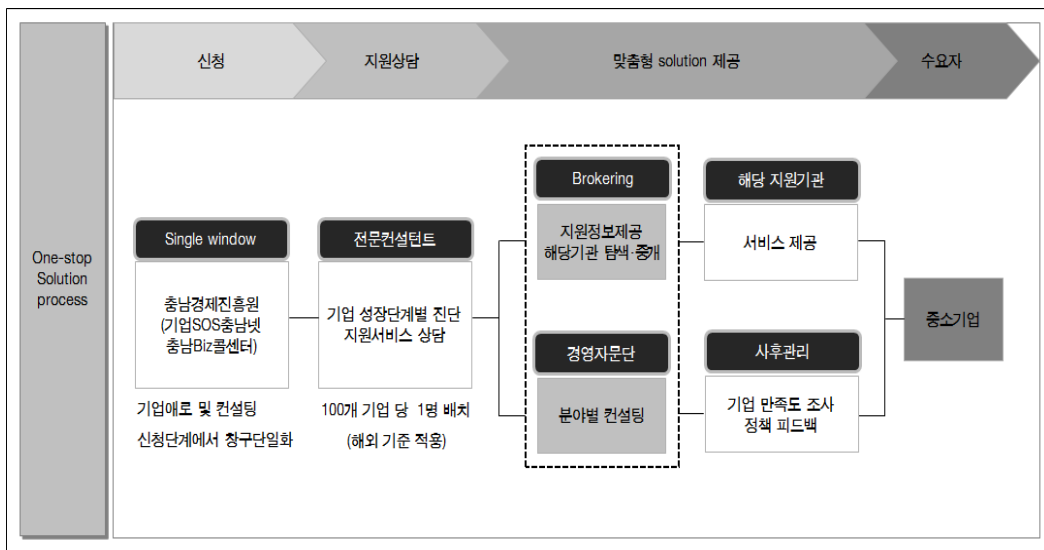 신청
지원상담
맞춤형 solution 제공
수요자
One-stop
Solution
process
Single window
충남경제진흥원
(기업SOS충남넷
충남Biz콜센터)
기업애로 및 컨설팅
신청단계에서 창구단일화
전문컨설턴트
기업 성장단계별 진단
지원서비스 상담
100개 기업 당 1명 배치
(해외 기준 적용)
Brokering
지원정보제공
해당기관 탐색·중개
경영자문단
분야별 컨설팅
해당 지원기관
서비스 제공
사후관리
기업 만족도 조사
정책 피드백
중소기업